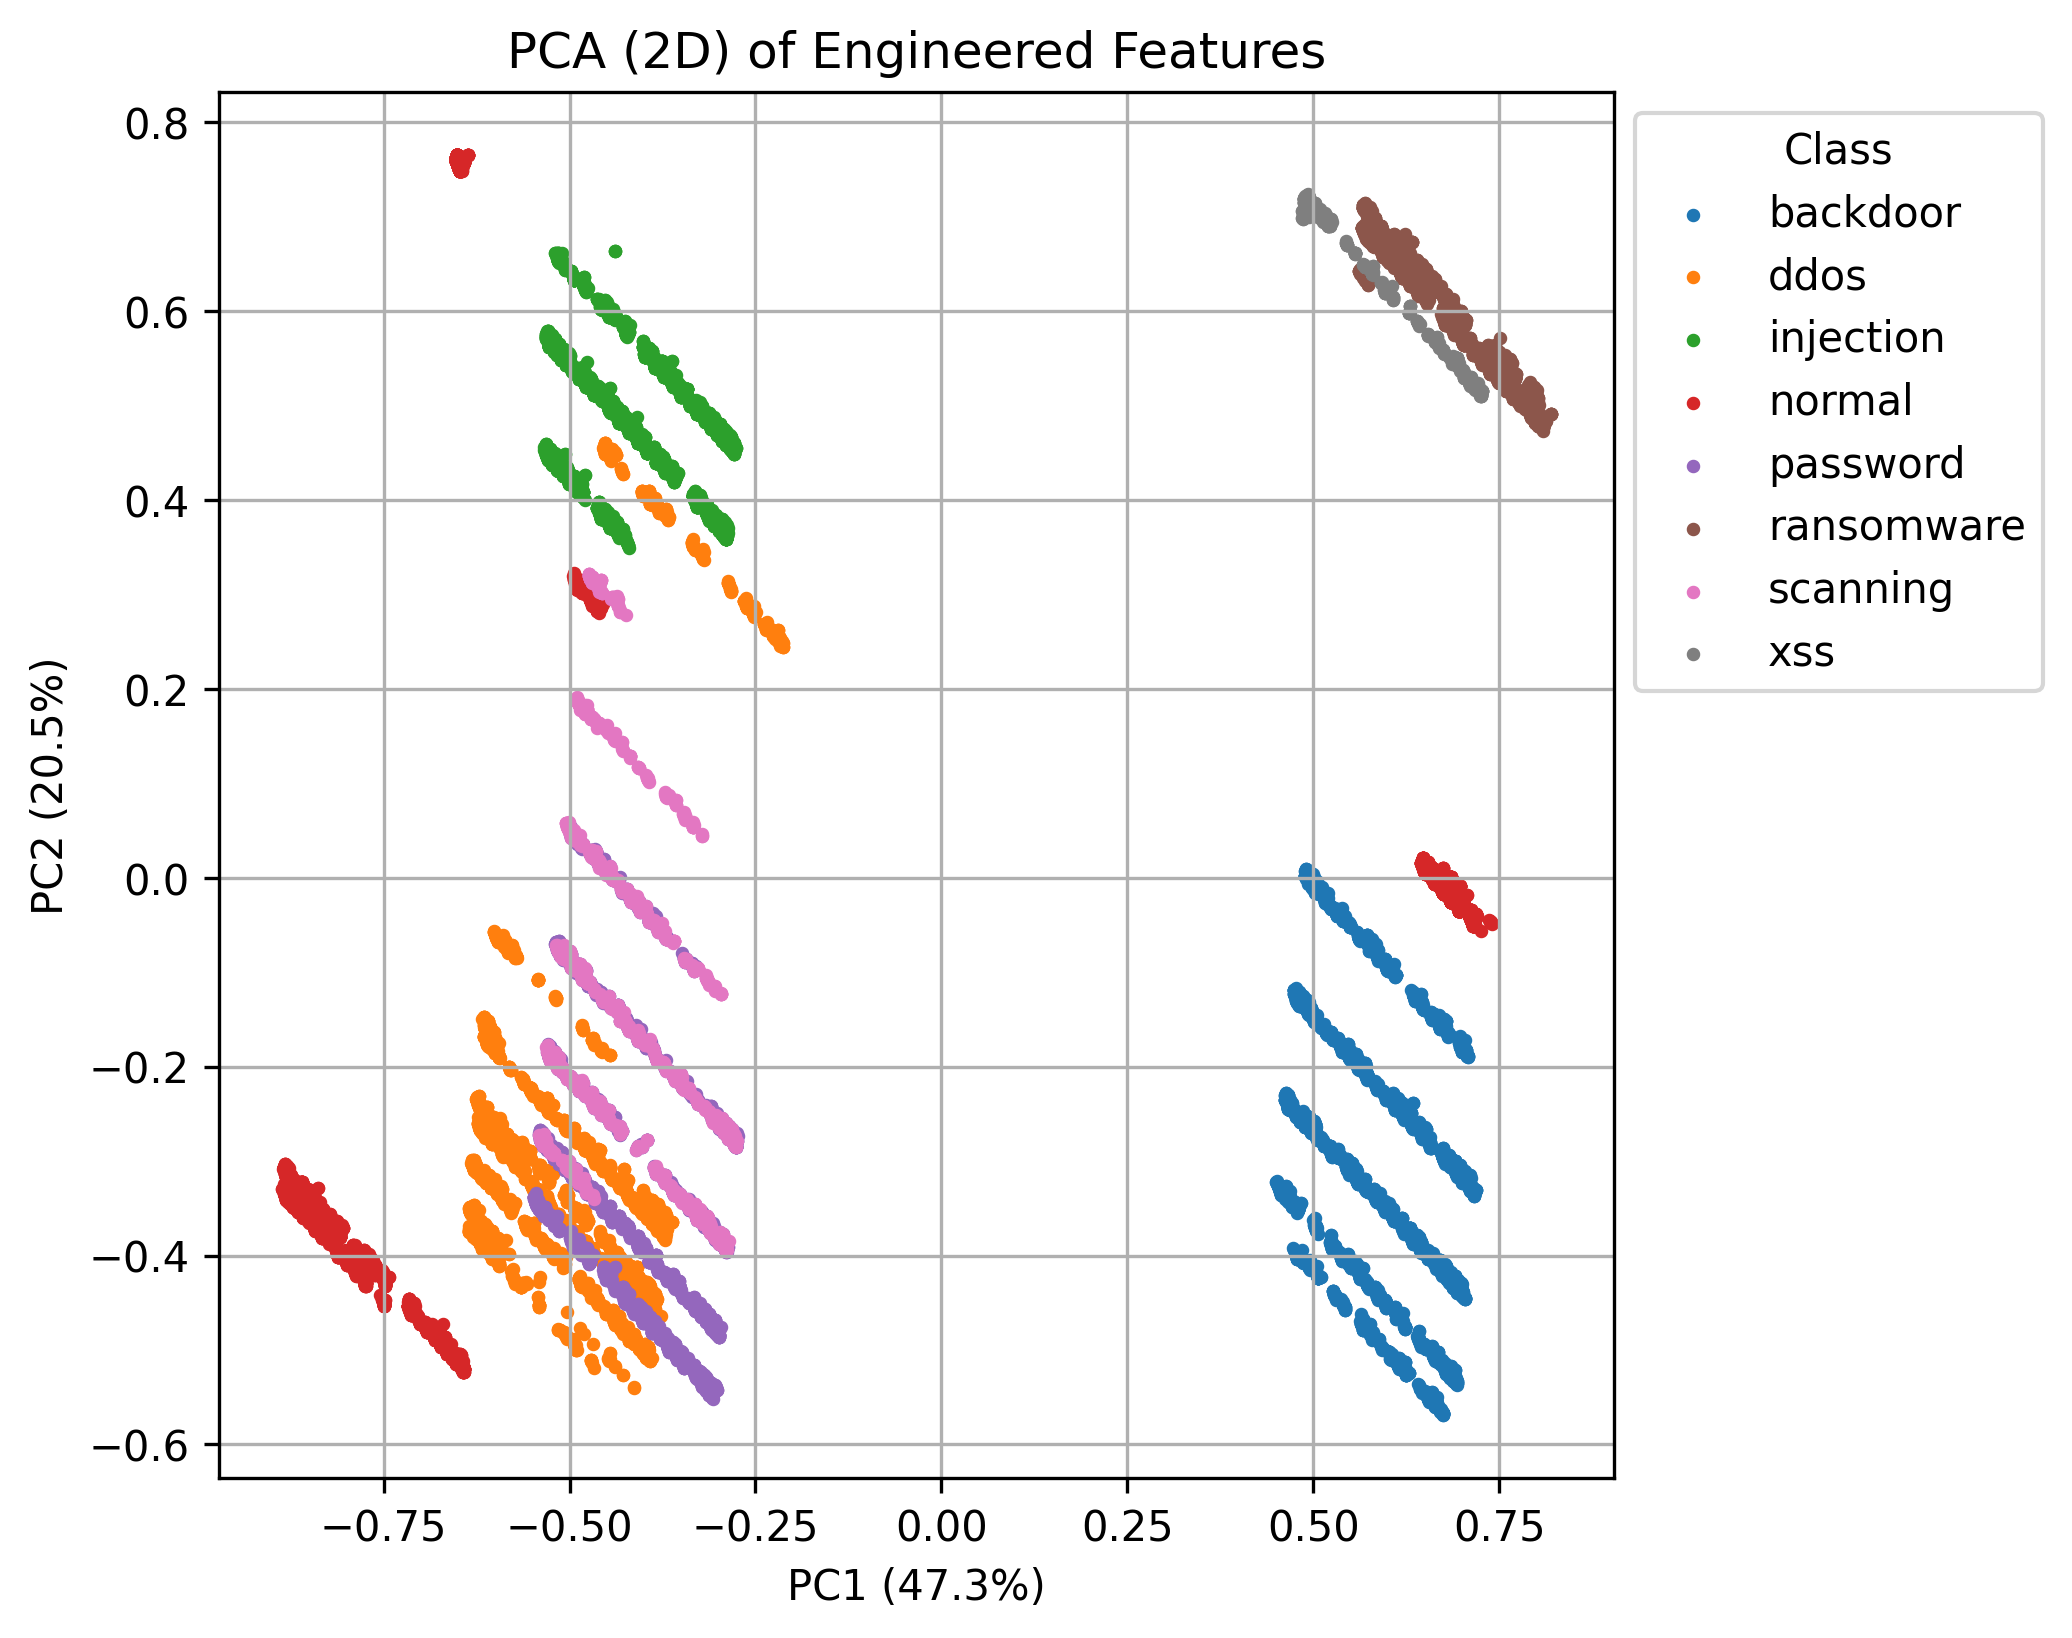 PCA (2D) of Engineered Features
0.8
0.6
0.4
0.2
0.0
−0.2
−0.4
−0.6
PC2 (20.5%)
−0.75 −0.50 −0.25 0.00 0.25 0.50 0.75
PC1 (47.3%)
Class
backdoor
ddos
injection
normal
password
ransomware
scanning
xss